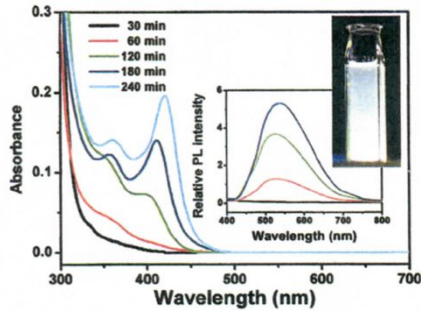 0.3
0.2
0.1
0.0
Absorbance
30 min
60 min
120 min
180 min
240 min
6
4
2
0
Relative PL intensity
400 500 600 700 800
Wavelength (nm)
300 400 500 600 700
Wavelength (nm)